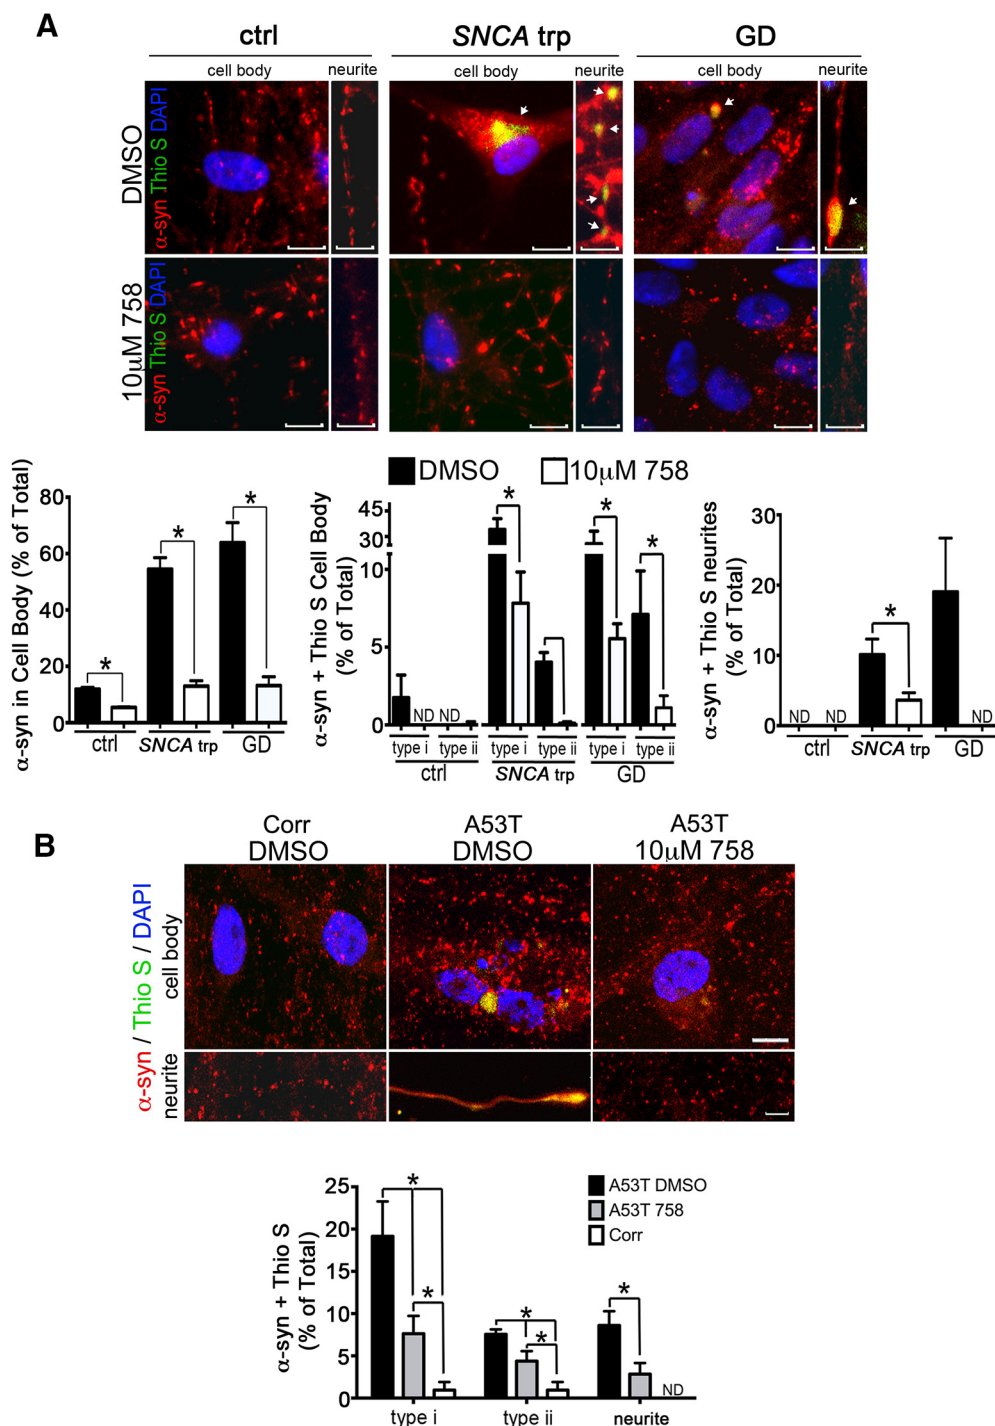 A
ctrl SNCA trp GD
cell body neurite cell body neurite cell body neurite
DMSO
α-syn Thio S DAPI
10μM 758
α-syn Thio S DAPI
DMSO 10μM 758
α-syn in Cell Body (% of Total)
80
60
40
20
0
* * *
ctrl SNCA trp GD
α-syn + Thio S Cell Body
(% of Total)
45
30
10
5
0
* * *
ND ND
type i type ii type i type ii type i type ii
ctrl SNCA trp GD
α-syn + Thio S neurites
(% of Total)
30
20
10
0
*
ND ND ND
ctrl SNCA trp GD
B
Corr A53T A53T
DMSO DMSO 10μM 758
α-syn / Thio S / DAPI
cell body
neurite
α-syn + Thio S
(% of Total)
25
20
15
10
5
0
A53T DMSO
A53T 758
Corr
* * * * *
ND
type i type ii neurite